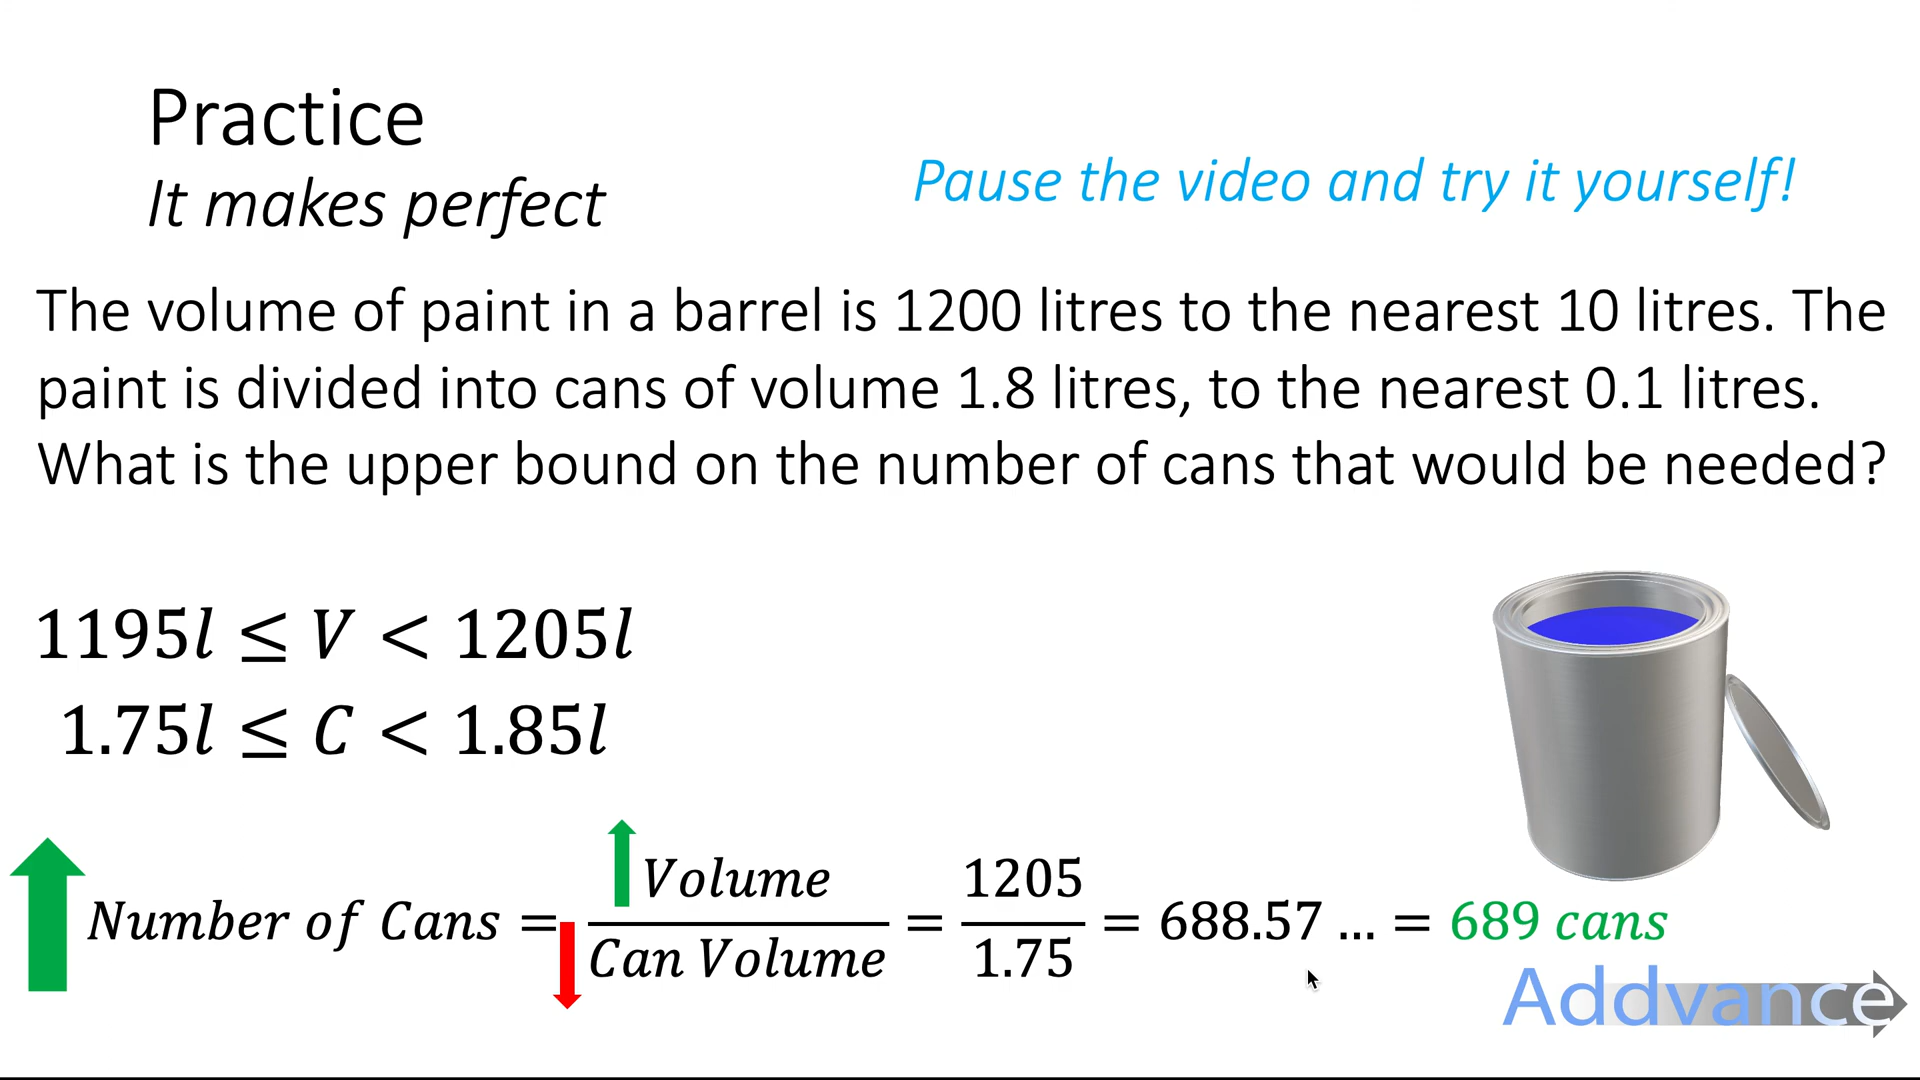 Practice
It makes perfect
Pause the video and try it yourself!
The volume of paint in a barrel is 1200 litres to the nearest 10 litres. The
paint is divided into cans of volume 1.8 litres, to the nearest 0.1 litres.
What is the upper bound on the number of cans that would be needed?
1195l ≤ V < 1205l
1.75l ≤ C < 1.85l
Number of Cans = Volume / Can Volume = 1205 / 1.75 = 688.57 ... = 689 cans
Addvance